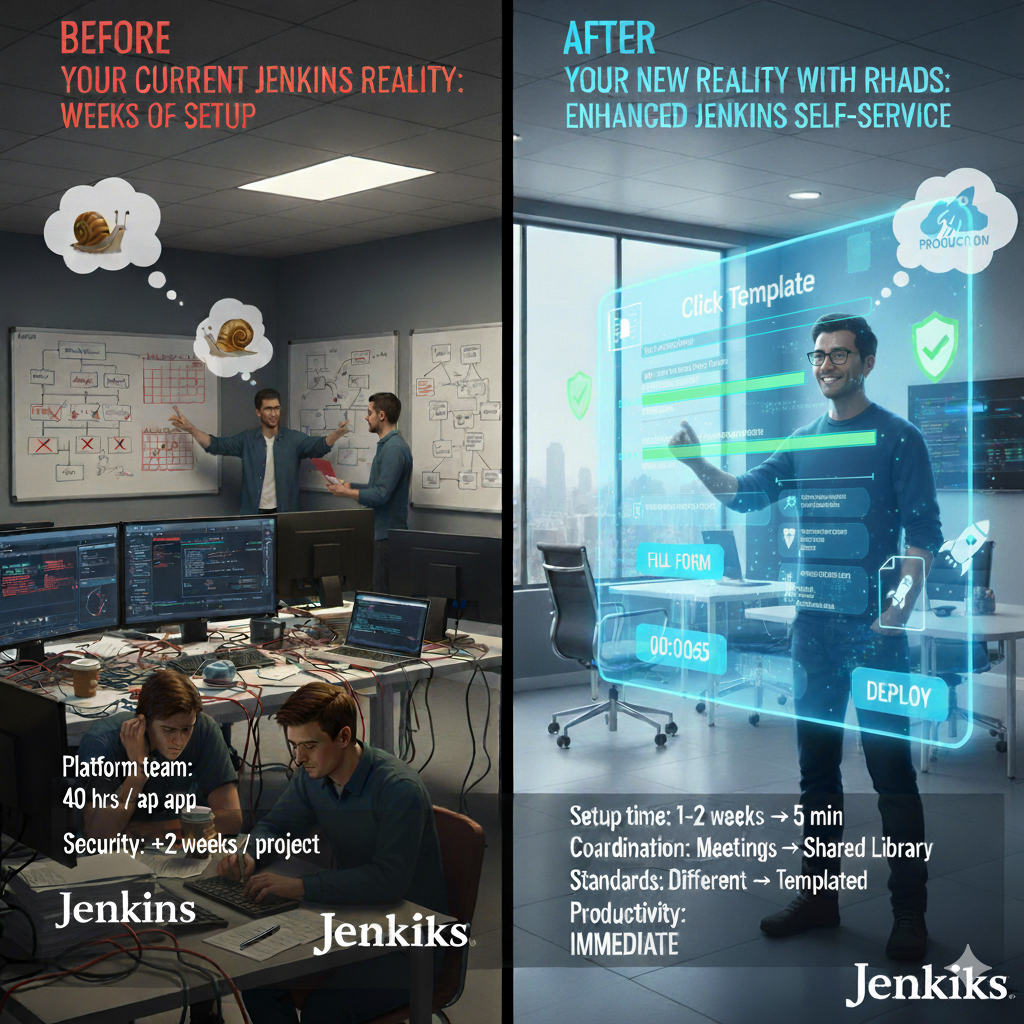 BEFORE
YOUR CURRENT JENKINS REALITY:
WEEKS OF SETUP
Platform team:
40 hrs / ap app
Security: +2 weeks / project
Jenkins
Jenkiks
AFTER
YOUR NEW REALITY WITH RHADS:
ENHANCED JENKINS SELF-SERVICE
Click Template
FILL FORM
00:0065
DEPLOY
Setup time: 1-2 weeks → 5 min
Coordination: Meetings → Shared Library
Standards: Different → Templated
Productivity:
IMMEDIATE
Jenkiks